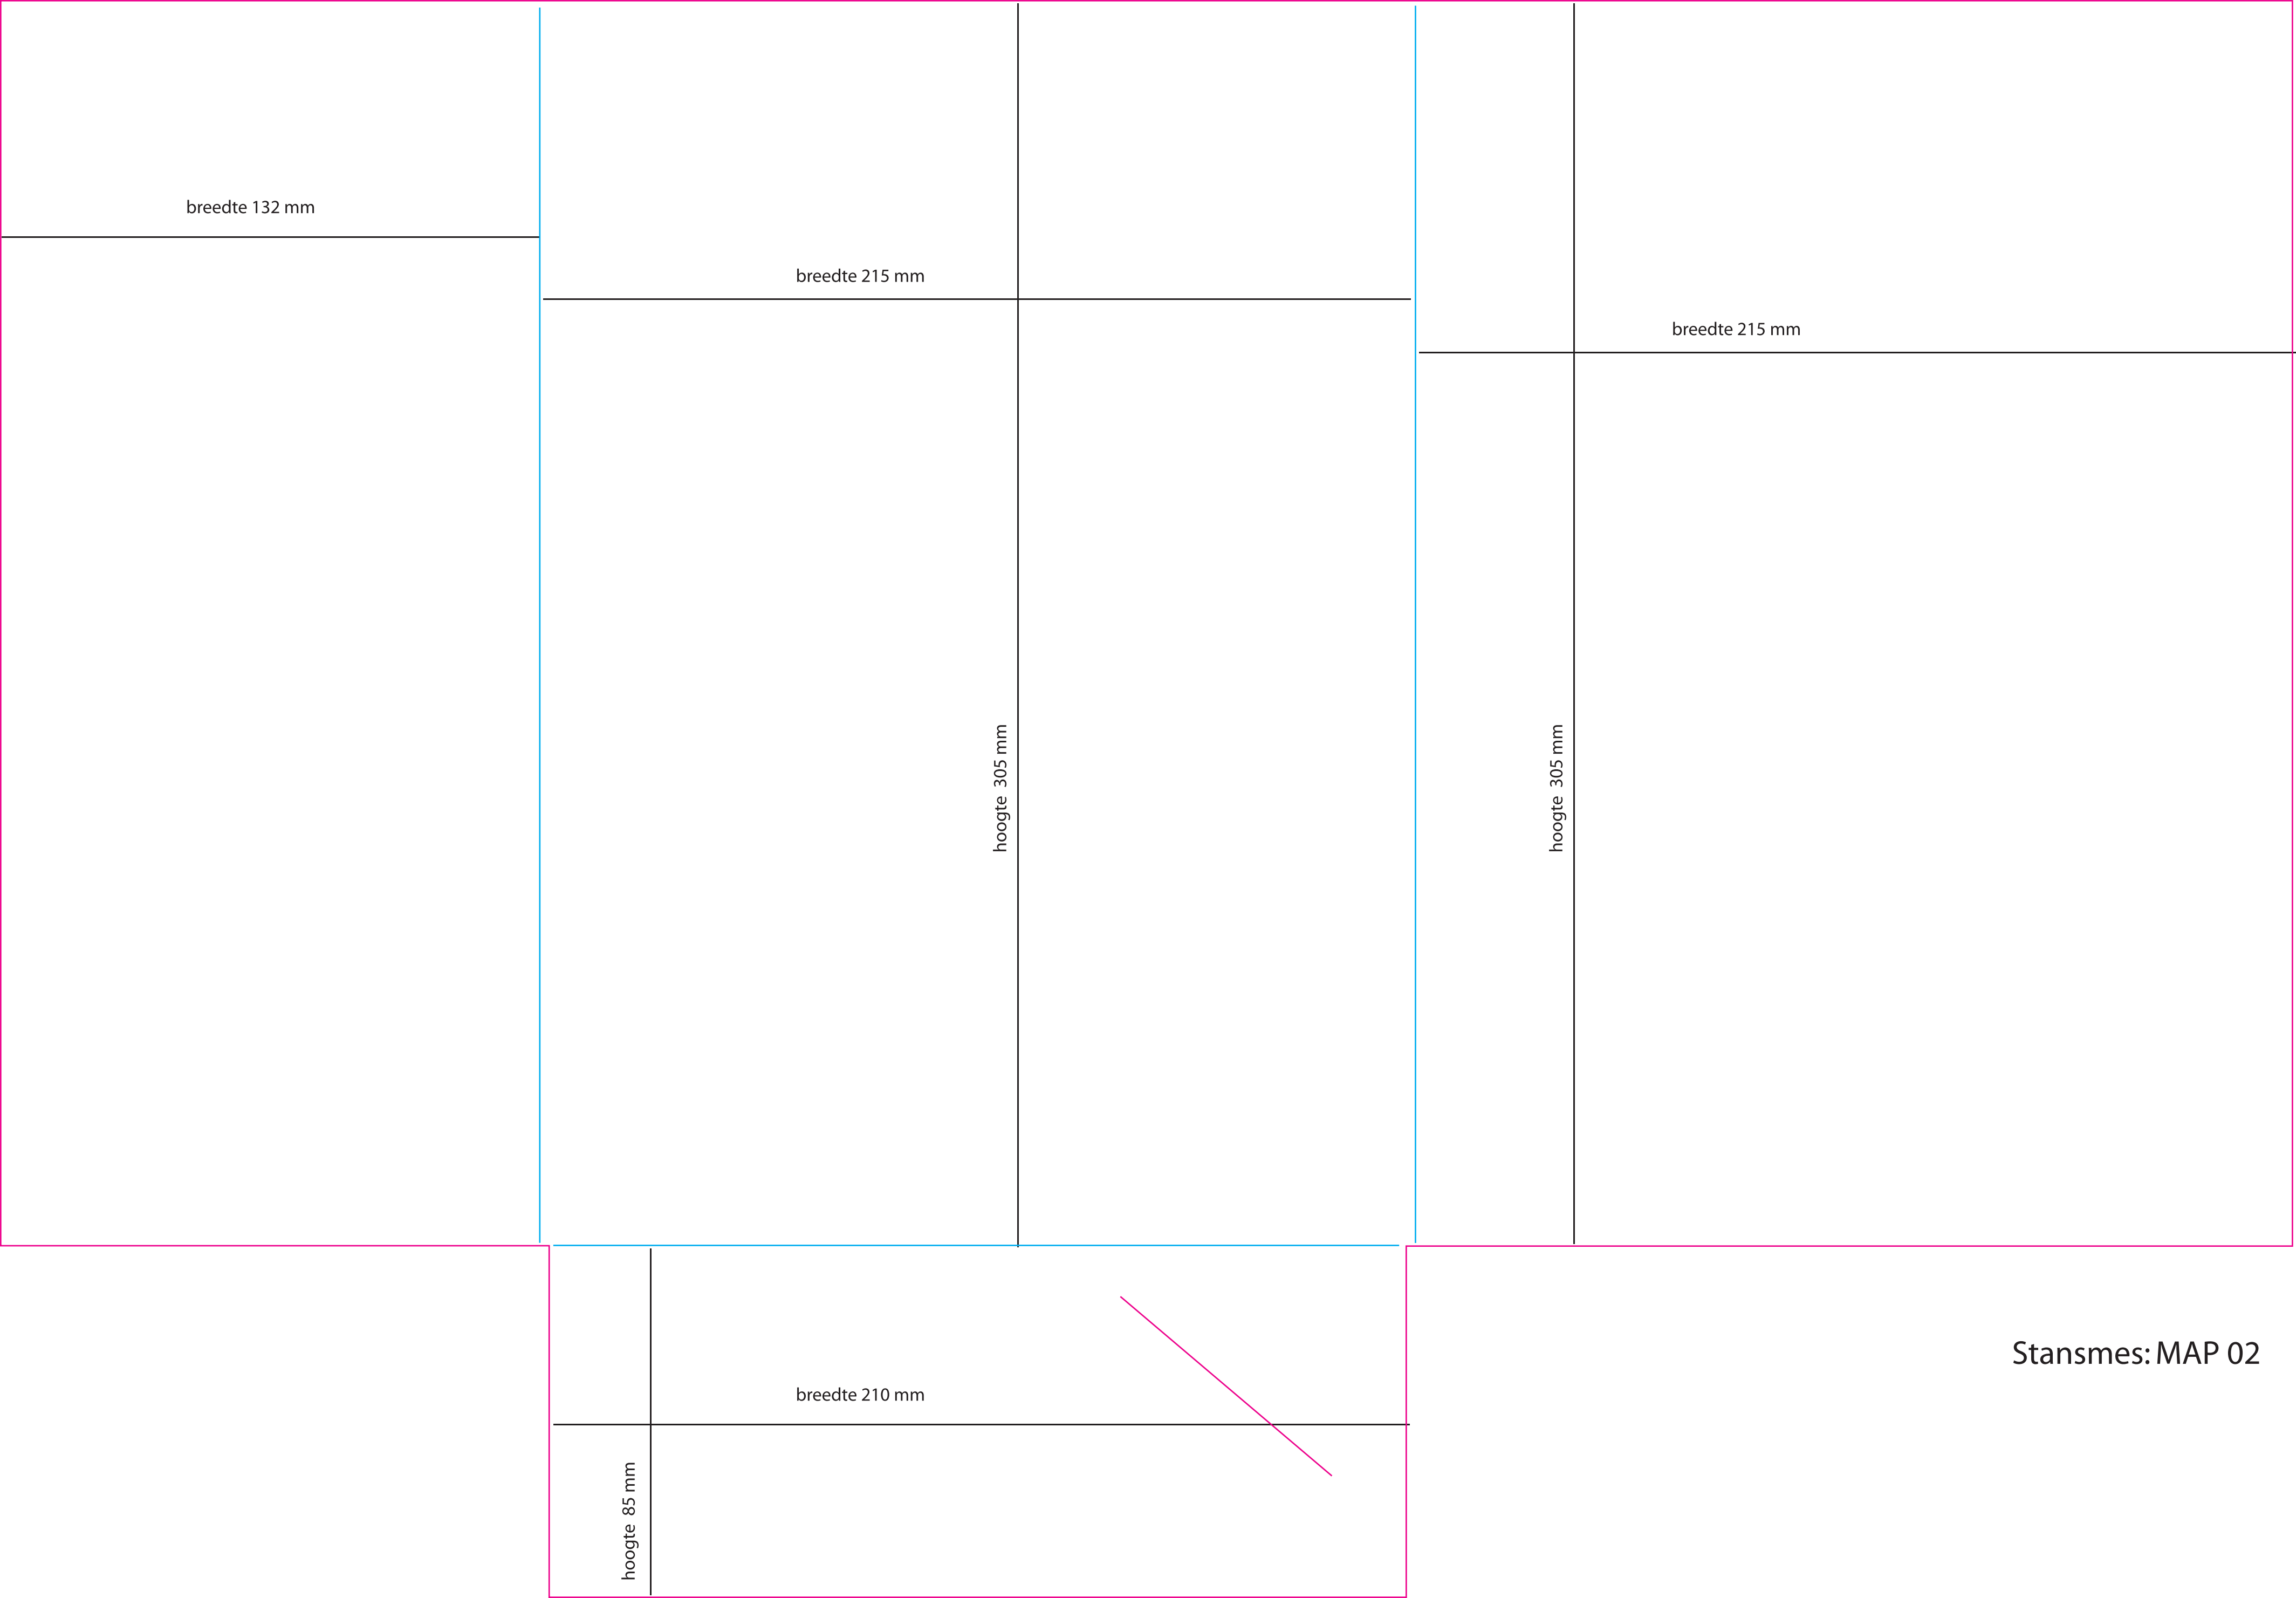 breedte 132 mm
breedte 215 mm
breedte 215 mm
hoogte  305 mm
hoogte  305 mm
Stansmes: MAP 02
breedte 210 mm
hoogte  85 mm